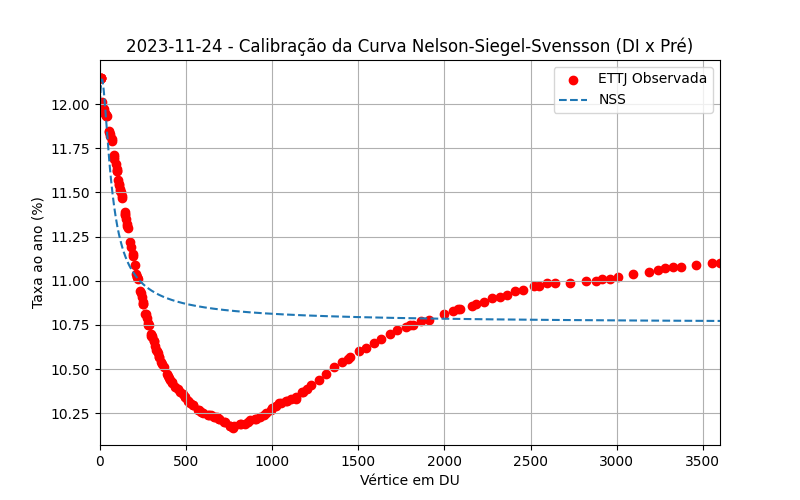 2023-11-24 - Calibração da Curva Nelson-Siegel-Svensson (DI x Pré)
ETTJ Observada
NSS
Taxa ao ano (%)
12.00
11.75
11.50
11.25
11.00
10.75
10.50
10.25
0 500 1000 1500 2000 2500 3000 3500
Vértice em DU